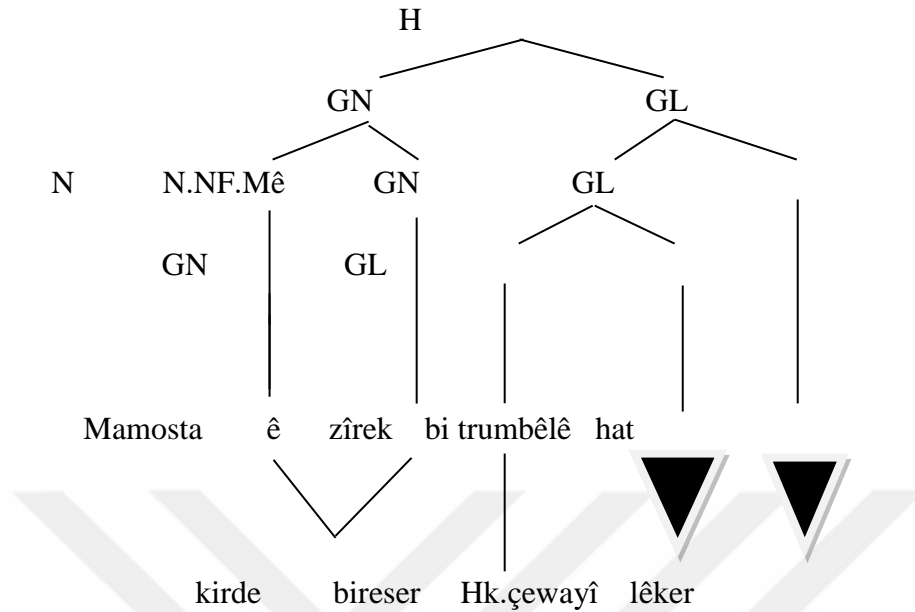 H
GN GL
N N.NF.Mê GN GL
GN GL
Mamosta ê zîrek bi trumbêlê hat
kirde bireser Hk.çewayî lêker